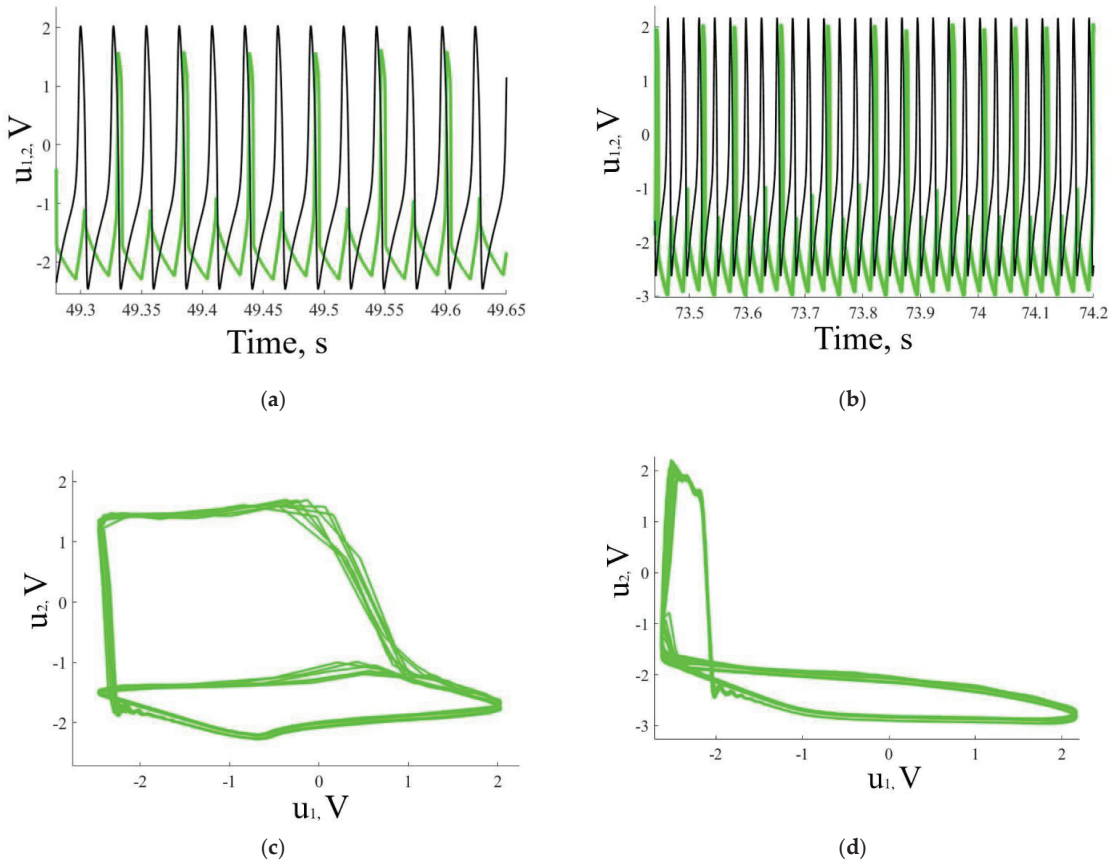 2
1
0
-1
-2
u1,2, V
49.3 49.35 49.4 49.45 49.5 49.55 49.6 49.65
Time, s
(a)
2
1
0
-1
-2
-3
u1,2, V
73.5 73.6 73.7 73.8 73.9 74 74.1 74.2
Time, s
(b)
2
1
0
-1
-2
u2, V
-2 -1 0 1 2
u1, V
(c)
2
1
0
-1
-2
-3
u2, V
-2 -1 0 1 2
u1, V
(d)